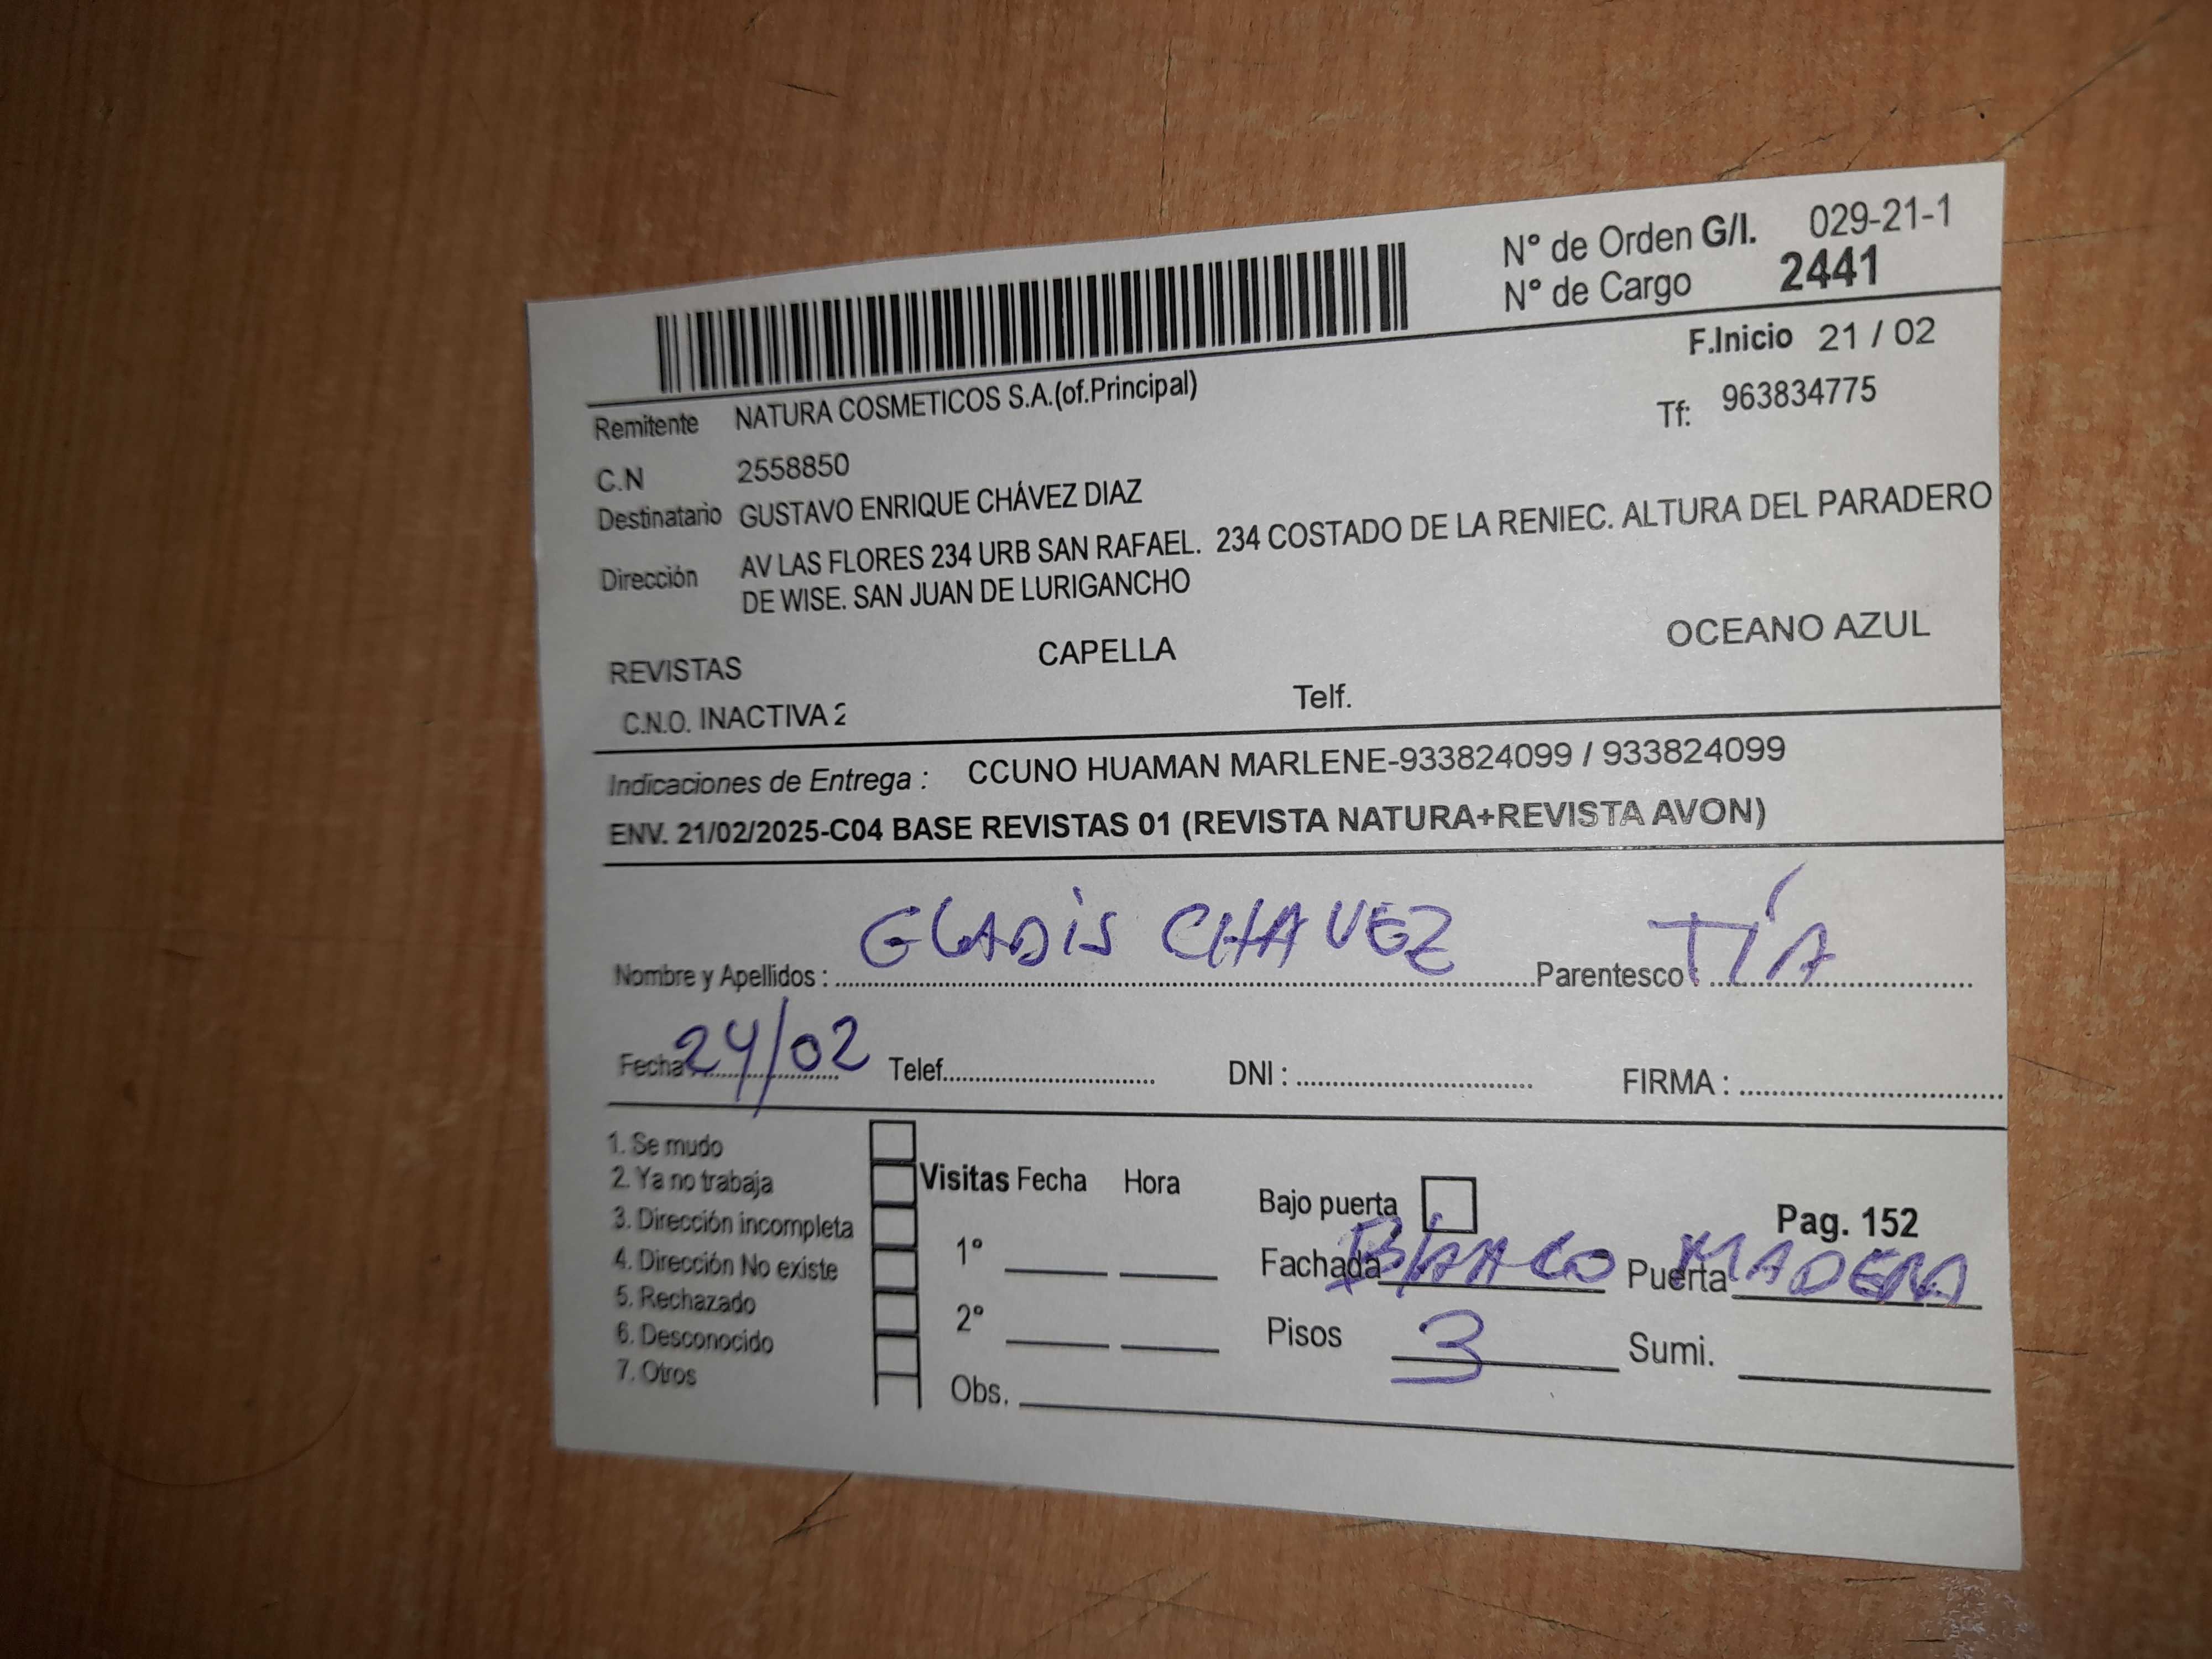 N° de Orden G/I. 029-21-1
N° de Cargo 2441
F.Inicio 21 / 02
Remitente NATURA COSMETICOS S.A.(of.Principal)
Tf: 963834775
C.N 2558850
Destinatario GUSTAVO ENRIQUE CHÁVEZ DIAZ
Dirección AV LAS FLORES 234 URB SAN RAFAEL. 234 COSTADO DE LA RENIEC. ALTURA DEL PARADERO
DE WISE. SAN JUAN DE LURIGANCHO
REVISTAS CAPELLA OCEANO AZUL
C.N.O. INACTIVA 2 Telf.
Indicaciones de Entrega : CCUNO HUAMAN MARLENE-933824099 / 933824099
ENV. 21/02/2025-C04 BASE REVISTAS 01 (REVISTA NATURA+REVISTA AVON)
Nombre y Apellidos : GLADIS CHAVEZ Parentesco : TÍA
Fecha 24/02 Telef. DNI : FIRMA :
1. Se mudo
2. Ya no trabaja
3. Dirección incompleta
4. Dirección No existe
5. Rechazado
6. Desconocido
7. Otros
Visitas Fecha Hora
1°
2°
Obs.
Bajo puerta
Pag. 152
Fachada Blanco Puerta MADERA
Pisos 3 Sumi.